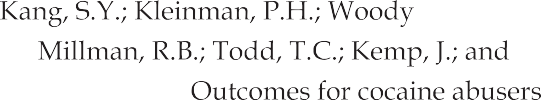 Kang, S.Y.; Kleinman, P.H.; Woody
Millman, R.B.; Todd, T.C.; Kemp, J.; and
Outcomes for cocaine abusers